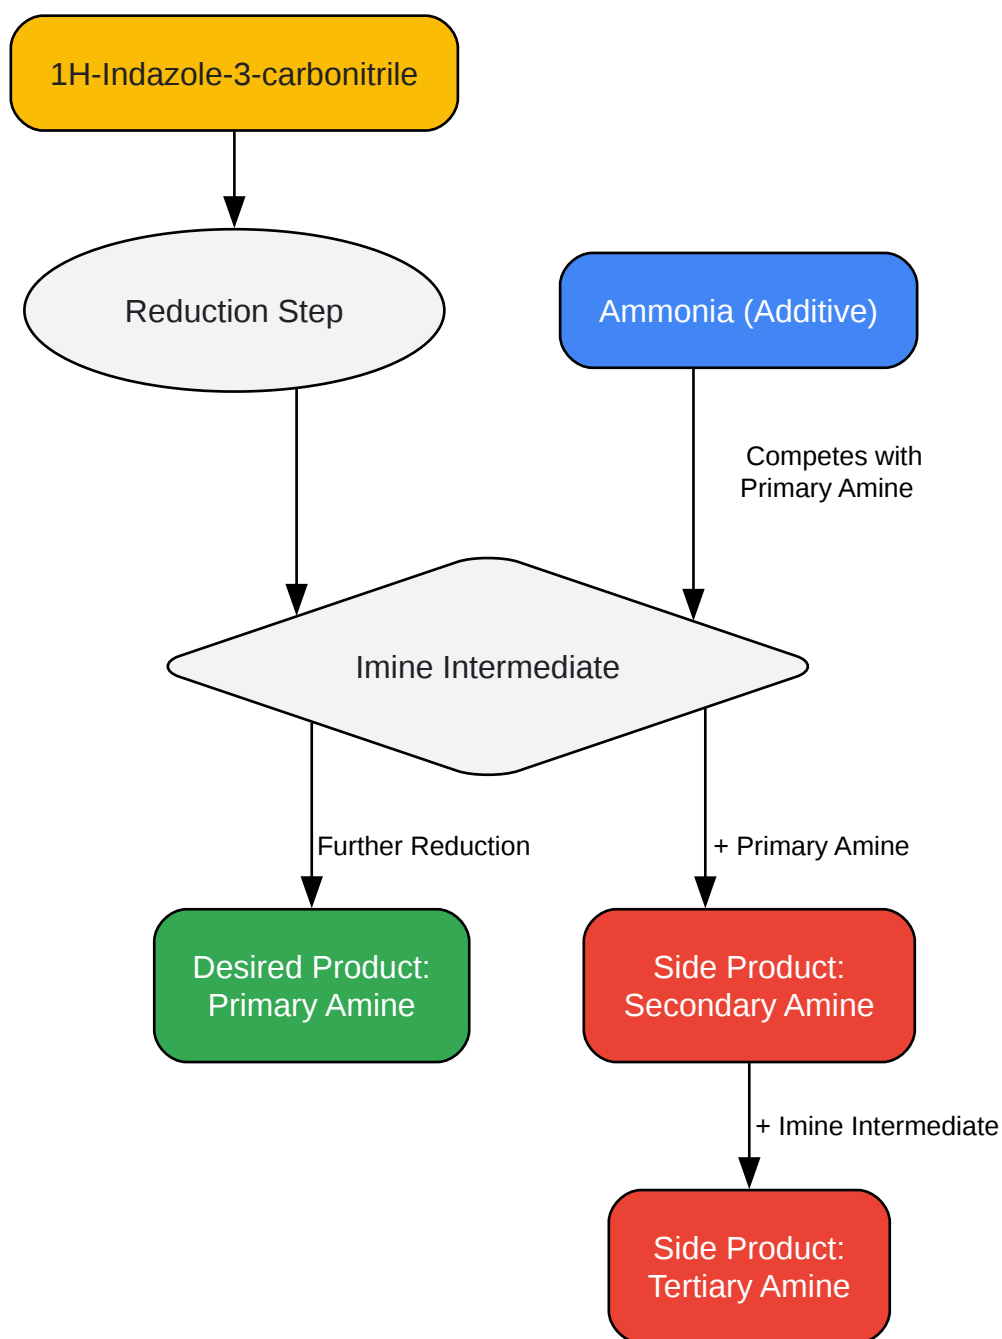 1H-Indazole-3-carbonitrile
Reduction Step
Ammonia (Additive)
Competes with
Primary Amine
Imine Intermediate
Further Reduction
+ Primary Amine
Desired Product:
Primary Amine
Side Product:
Secondary Amine
+ Imine Intermediate
Side Product:
Tertiary Amine